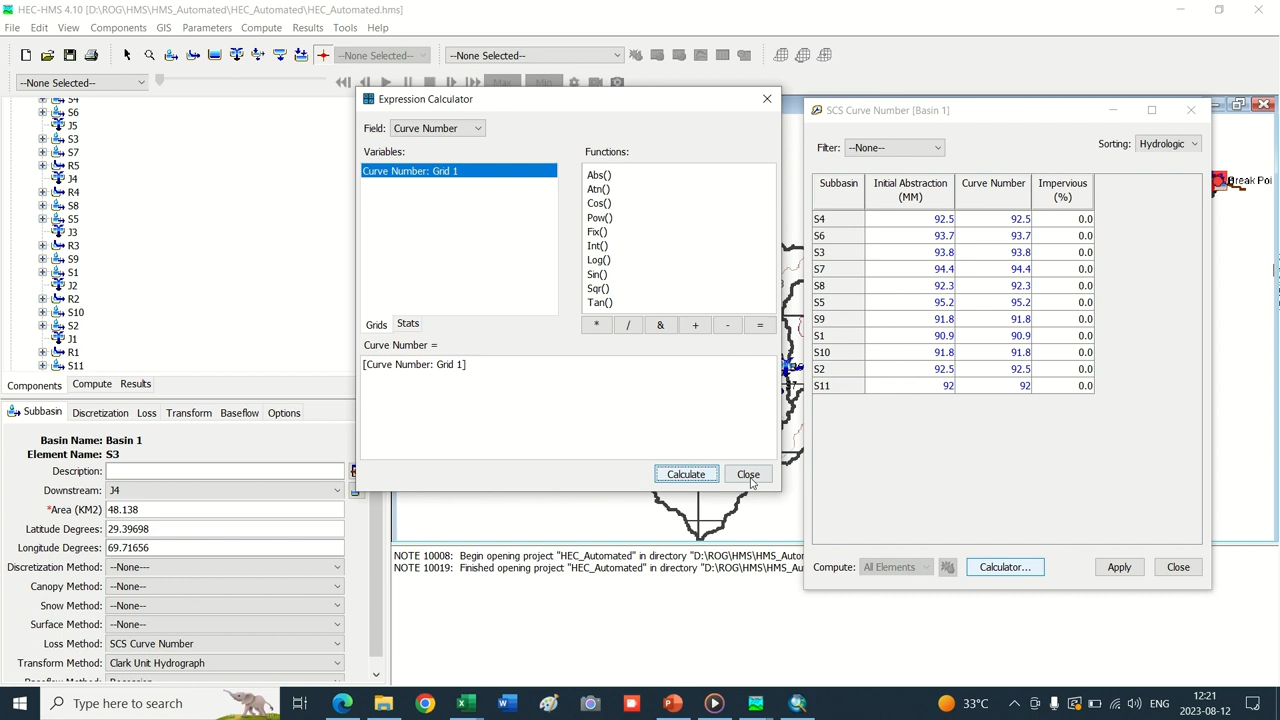 HEC-HMS 4.10 [D:\ROG\HMS\HMS_Automated\HEC_Automated\HEC_Automated.hms]
File Edit View Components GIS Parameters Compute Results Tools Help
--None Selected-- --None Selected--
--None Selected-- Max Min
S4
S6
J5
S3
S7
R5
J4
R4
S8
S5
J3
R3
S9
S1
J2
R2
S10
S2
J1
R1
S11
Components Compute Results
Subbasin Discretization Loss Transform Baseflow Options
Basin Name: Basin 1
Element Name: S3
Description:
Downstream: J4
*Area (KM2) 48.138
Latitude Degrees: 29.39698
Longitude Degrees: 69.71656
Discretization Method: --None--
Canopy Method: --None--
Snow Method: --None--
Surface Method: --None--
Loss Method: SCS Curve Number
Transform Method: Clark Unit Hydrograph
Expression Calculator
Field: Curve Number
Variables: Functions:
Curve Number: Grid 1
Abs()
Atn()
Cos()
Pow()
Fix()
Int()
Log()
Sin()
Sqr()
Tan()
Grids Stats
* / & + - =
Curve Number =
[Curve Number: Grid 1]
Calculate Close
SCS Curve Number [Basin 1]
Filter: --None-- Sorting: Hydrologic
Subbasin Initial Abstraction (MM) Curve Number Impervious (%)
S4 92.5 92.5 0.0
S6 93.7 93.7 0.0
S3 93.8 93.8 0.0
S7 94.4 94.4 0.0
S8 92.3 92.3 0.0
S5 95.2 95.2 0.0
S9 91.8 91.8 0.0
S1 90.9 90.9 0.0
S10 91.8 91.8 0.0
S2 92.5 92.5 0.0
S11 92 92 0.0
Compute: All Elements Calculator... Apply Close
Break Poi
NOTE 10008: Begin opening project "HEC_Automated" in directory "D:\ROG\HMS\HMS_Auto
NOTE 10019: Finished opening project "HEC_Automated" in directory "D:\ROG\HMS\HMS_
Type here to search
33°C ENG
12:21
2023-08-12